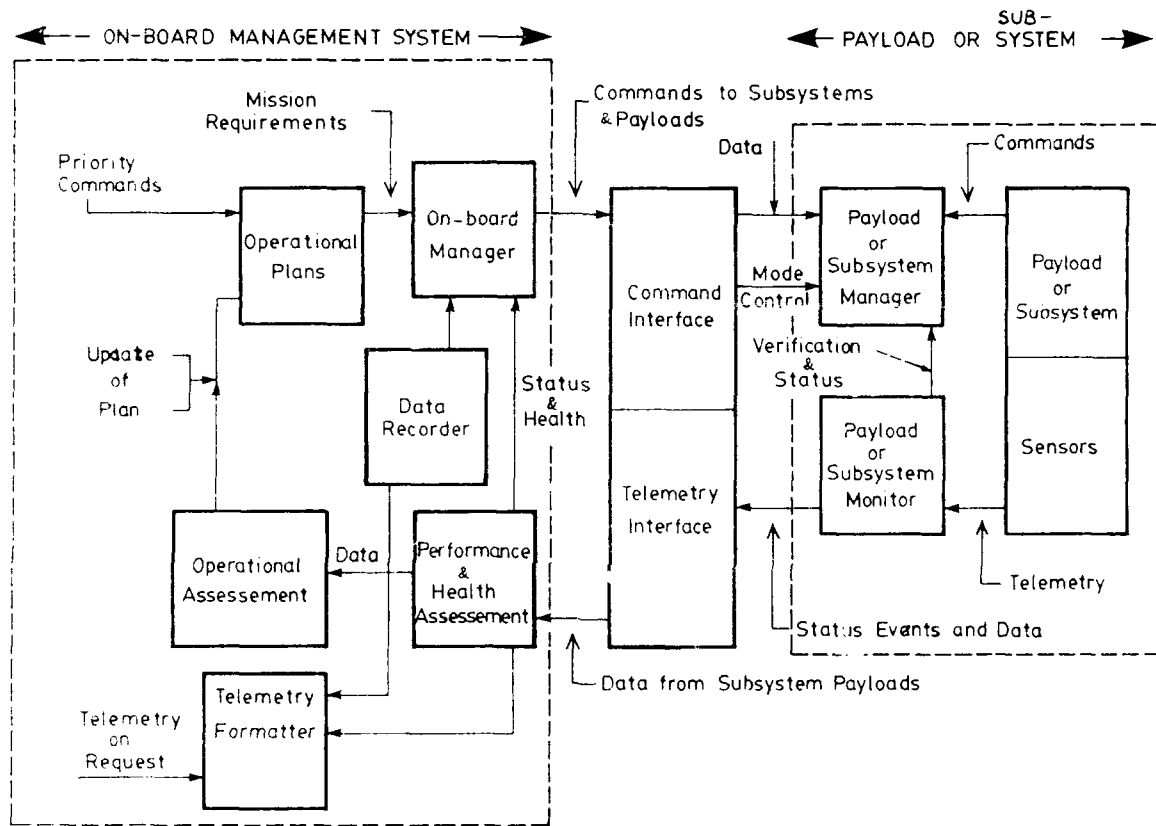 SUB-
ON-BOARD MANAGEMENT SYSTEM
PAYLOAD OR SYSTEM
Mission
Requirements
Commands to Subsystems
& Payloads
Data
Commands
Priority
Commands
Operational
Plans
On-board
Manager
Payload
or
Subsystem
Manager
Command
Interface
Mode
Control
Payload
or
Subsystem
Update
of
Plan
Data
Recorder
Status
&
Health
Verification
&
Status
Payload
or
Subsystem
Monitor
Sensors
Telemetry
Interface
Operational
Assessement
Data
Performance
&
Health
Assessement
Telemetry
Status Events and Data
Data from Subsystem Payloads
Telemetry
Formatter
Telemetry
on
Request